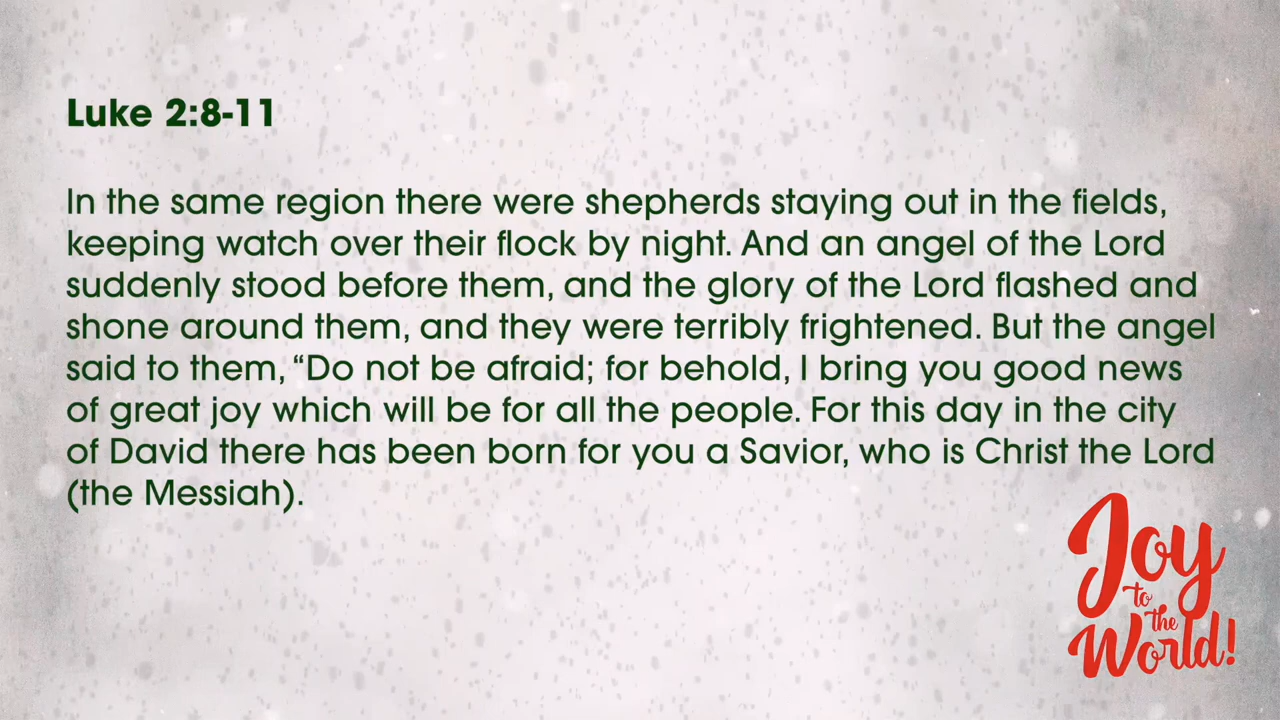 Luke 2:8-11
In the same region there were shepherds staying out in the fields,
keeping watch over their flock by night. And an angel of the Lord
suddenly stood before them, and the glory of the Lord flashed and
shone around them, and they were terribly frightened. But the angel
said to them, “Do not be afraid; for behold, I bring you good news
of great joy which will be for all the people. For this day in the city
of David there has been born for you a Savior, who is Christ the Lord
(the Messiah).
Joy
to
the
World!